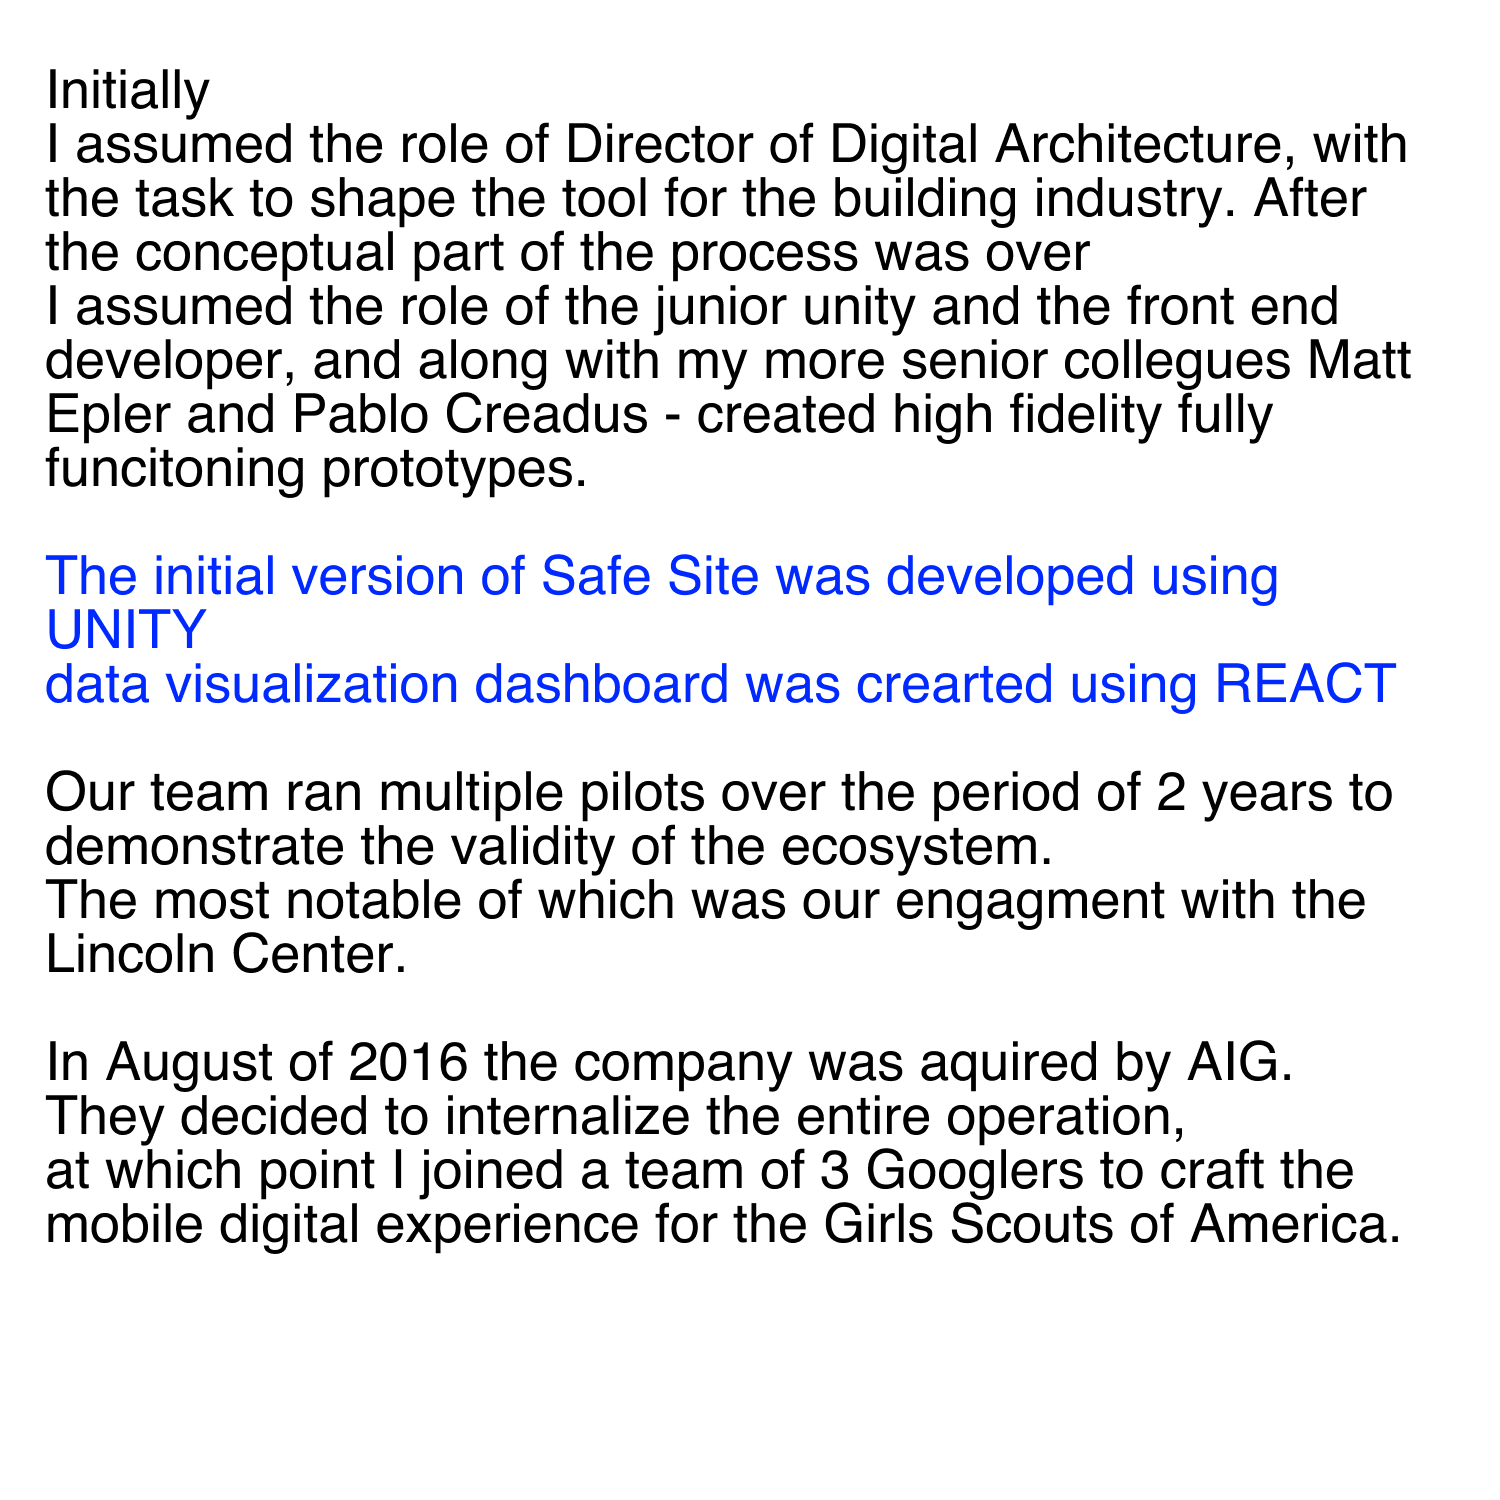 Initially
I assumed the role of Director of Digital Architecture, with
the task to shape the tool for the building industry. After
the conceptual part of the process was over
I assumed the role of the junior unity and the front end
developer, and along with my more senior collegues Matt
Epler and Pablo Creadus - created high fidelity fully
funcitoning prototypes.
The initial version of Safe Site was developed using
UNITY
data visualization dashboard was crearted using REACT
Our team ran multiple pilots over the period of 2 years to
demonstrate the validity of the ecosystem.
The most notable of which was our engagment with the
Lincoln Center.
In August of 2016 the company was aquired by AIG.
They decided to internalize the entire operation,
at which point I joined a team of 3 Googlers to craft the
mobile digital experience for the Girls Scouts of America.